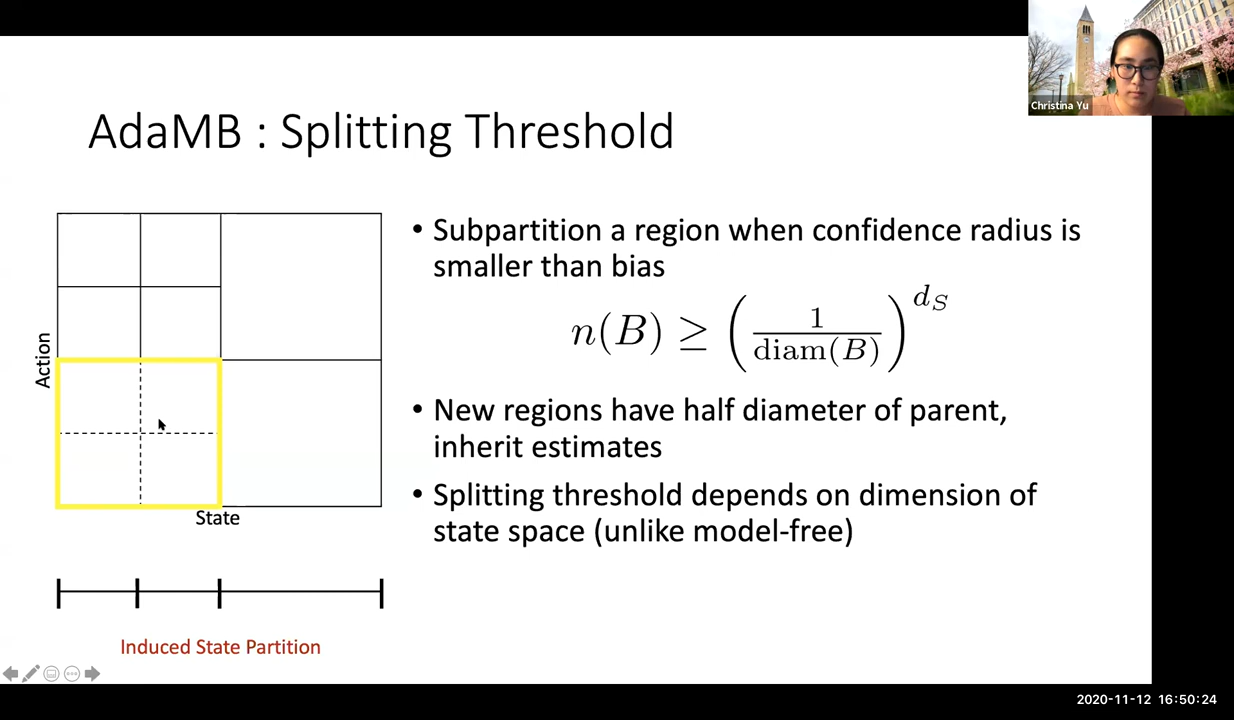 Christina Yu
AdaMB : Splitting Threshold
• Subpartition a region when confidence radius is
smaller than bias
n(B) ≥ (1/diam(B))^{d_S}
• New regions have half diameter of parent,
inherit estimates
• Splitting threshold depends on dimension of
state space (unlike model-free)
Action
State
Induced State Partition
2020-11-12 16:50:24